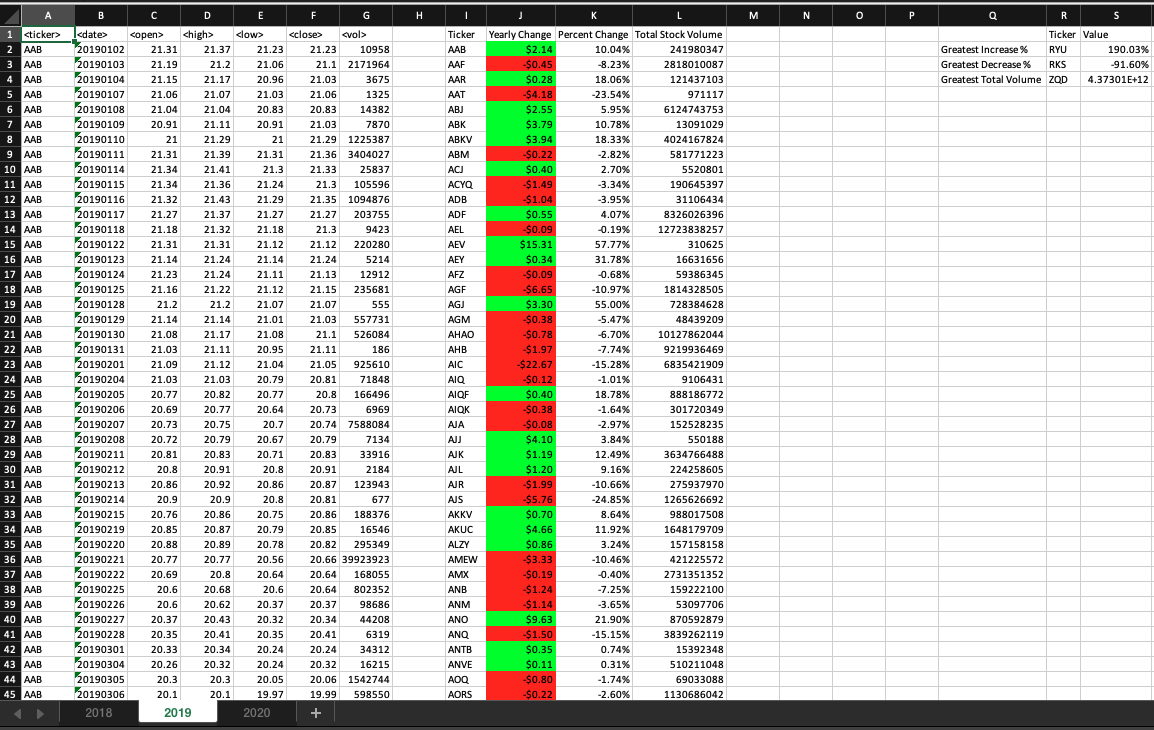 A B C D E F G H I J K L M N O P Q R S
1 <ticker> <date> <open> <high> <low> <close> <vol> Ticker Yearly Change Percent Change Total Stock Volume Ticker Value
2 AAB 20190102 21.31 21.37 21.23 21.23 10958 AAB $2.14 10.04% 241980347 Greatest Increase % RYU 190.03%
3 AAB 20190103 21.19 21.2 21.06 21.1 2171964 AAF -$0.45 -8.23% 2818010087 Greatest Decrease % RKS -91.60%
4 AAB 20190104 21.15 21.17 20.96 21.03 3675 AAR $0.28 18.06% 121437103 Greatest Total Volume ZQD 4.37301E+12
5 AAB 20190107 21.06 21.07 21.03 21.06 1325 AAT -$4.18 -23.54% 971117
6 AAB 20190108 21.04 21.04 20.83 20.83 14382 ABJ $2.55 5.95% 6124743753
7 AAB 20190109 20.91 21.11 20.91 21.03 7870 ABK $3.79 10.78% 13091029
8 AAB 20190110 21 21.29 21 21.29 1225387 ABKV $3.94 18.33% 4024167824
9 AAB 20190111 21.31 21.39 21.31 21.36 3404027 ABM -$0.22 -2.82% 581771223
10 AAB 20190114 21.34 21.41 21.3 21.33 25837 ACJ $0.40 2.70% 5520801
11 AAB 20190115 21.34 21.36 21.24 21.3 105596 ACYQ -$1.49 -3.34% 190645397
12 AAB 20190116 21.32 21.43 21.29 21.35 1094876 ADB -$1.04 -3.95% 31106434
13 AAB 20190117 21.27 21.37 21.27 21.27 203755 ADF $0.55 4.07% 8326026396
14 AAB 20190118 21.18 21.32 21.18 21.3 9423 AEL -$0.09 -0.19% 12723838257
15 AAB 20190122 21.31 21.31 21.12 21.12 220280 AEV $15.31 57.77% 310625
16 AAB 20190123 21.14 21.24 21.14 21.24 5214 AEY $0.34 31.78% 16631656
17 AAB 20190124 21.23 21.24 21.11 21.13 12912 AFZ -$0.09 -0.68% 59386345
18 AAB 20190125 21.16 21.22 21.12 21.15 235681 AGF -$6.65 -10.97% 1814328505
19 AAB 20190128 21.2 21.2 21.07 21.07 555 AGJ $3.30 55.00% 728384628
20 AAB 20190129 21.14 21.14 21.01 21.03 557731 AGM -$0.38 -5.47% 48439209
21 AAB 20190130 21.08 21.17 21.08 21.1 526084 AHAO -$0.78 -6.70% 10127862044
22 AAB 20190131 21.03 21.11 20.95 21.11 186 AHB -$1.97 -7.74% 9219936469
23 AAB 20190201 21.09 21.12 21.04 21.05 925610 AIC -$22.67 -15.28% 6835421909
24 AAB 20190204 21.03 21.03 20.79 20.81 71848 AIQ -$0.12 -1.01% 9106431
25 AAB 20190205 20.77 20.82 20.77 20.8 166496 AIQF $0.40 18.78% 888186772
26 AAB 20190206 20.69 20.77 20.64 20.73 6969 AIQK -$0.38 -1.64% 301720349
27 AAB 20190207 20.73 20.75 20.7 20.74 7588084 AJA -$0.08 -2.97% 152528235
28 AAB 20190208 20.72 20.79 20.67 20.79 7134 AJJ $4.10 3.84% 550188
29 AAB 20190211 20.81 20.83 20.71 20.83 33916 AJK $1.19 12.49% 3634766488
30 AAB 20190212 20.8 20.91 20.8 20.91 2184 AJL $1.20 9.16% 224258605
31 AAB 20190213 20.86 20.92 20.86 20.87 123943 AJR -$1.99 -10.66% 275937970
32 AAB 20190214 20.9 20.9 20.8 20.81 677 AJS -$5.76 -24.85% 1265626692
33 AAB 20190215 20.76 20.86 20.75 20.86 188376 AKKV $0.70 8.64% 988017508
34 AAB 20190219 20.85 20.87 20.79 20.85 16546 AKUC $4.66 11.92% 1648179709
35 AAB 20190220 20.88 20.89 20.78 20.82 295349 ALZY $0.86 3.24% 157158158
36 AAB 20190221 20.77 20.77 20.56 20.66 39923923 AMEW -$3.33 -10.46% 421225572
37 AAB 20190222 20.69 20.8 20.64 20.64 168055 AMX -$0.19 -0.40% 2731351352
38 AAB 20190225 20.6 20.68 20.6 20.64 802352 ANB -$1.24 -7.25% 159222100
39 AAB 20190226 20.6 20.62 20.37 20.37 98686 ANM -$1.14 -3.65% 53097706
40 AAB 20190227 20.37 20.43 20.32 20.34 44208 ANO $9.63 21.90% 870592879
41 AAB 20190228 20.35 20.41 20.35 20.41 6319 ANQ -$1.50 -15.15% 3839262119
42 AAB 20190301 20.33 20.34 20.24 20.24 34312 ANTB $0.35 0.74% 15392348
43 AAB 20190304 20.26 20.32 20.24 20.32 16215 ANVE $0.11 0.31% 510211048
44 AAB 20190305 20.3 20.3 20.05 20.06 1542744 AOQ -$0.80 -1.74% 69033088
45 AAB 20190306 20.1 20.1 19.97 19.99 598550 AORS -$0.22 -2.60% 1130686042
2018 2019 2020 +